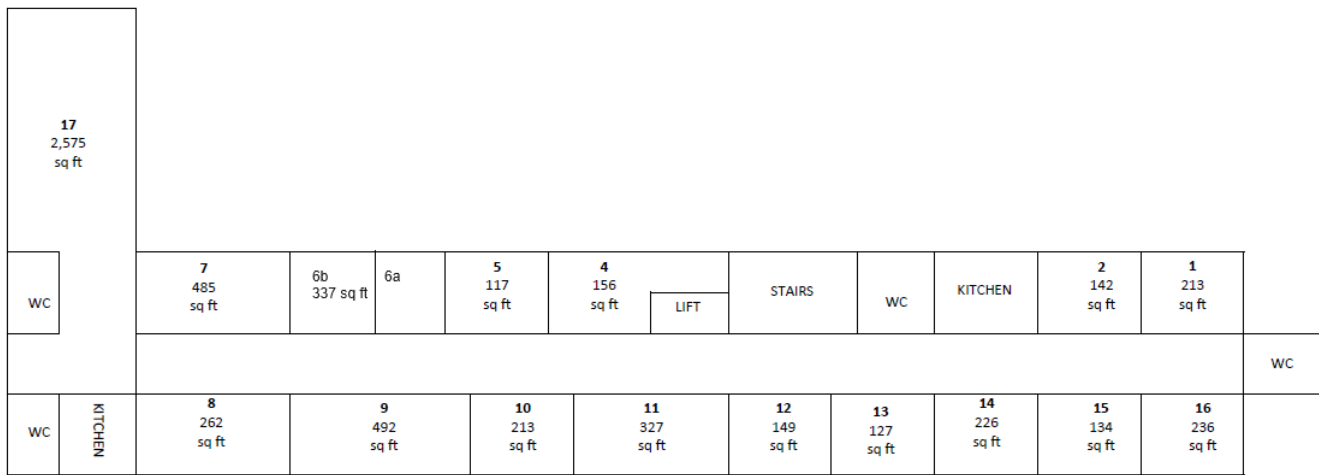 17
2,575
sq ft
WC
7
485
sq ft
6b
337 sq ft
6a
5
117
sq ft
4
156
sq ft
LIFT
STAIRS
WC
KITCHEN
2
142
sq ft
1
213
sq ft
WC
WC
KITCHEN
8
262
sq ft
9
492
sq ft
10
213
sq ft
11
327
sq ft
12
149
sq ft
13
127
sq ft
14
226
sq ft
15
134
sq ft
16
236
sq ft